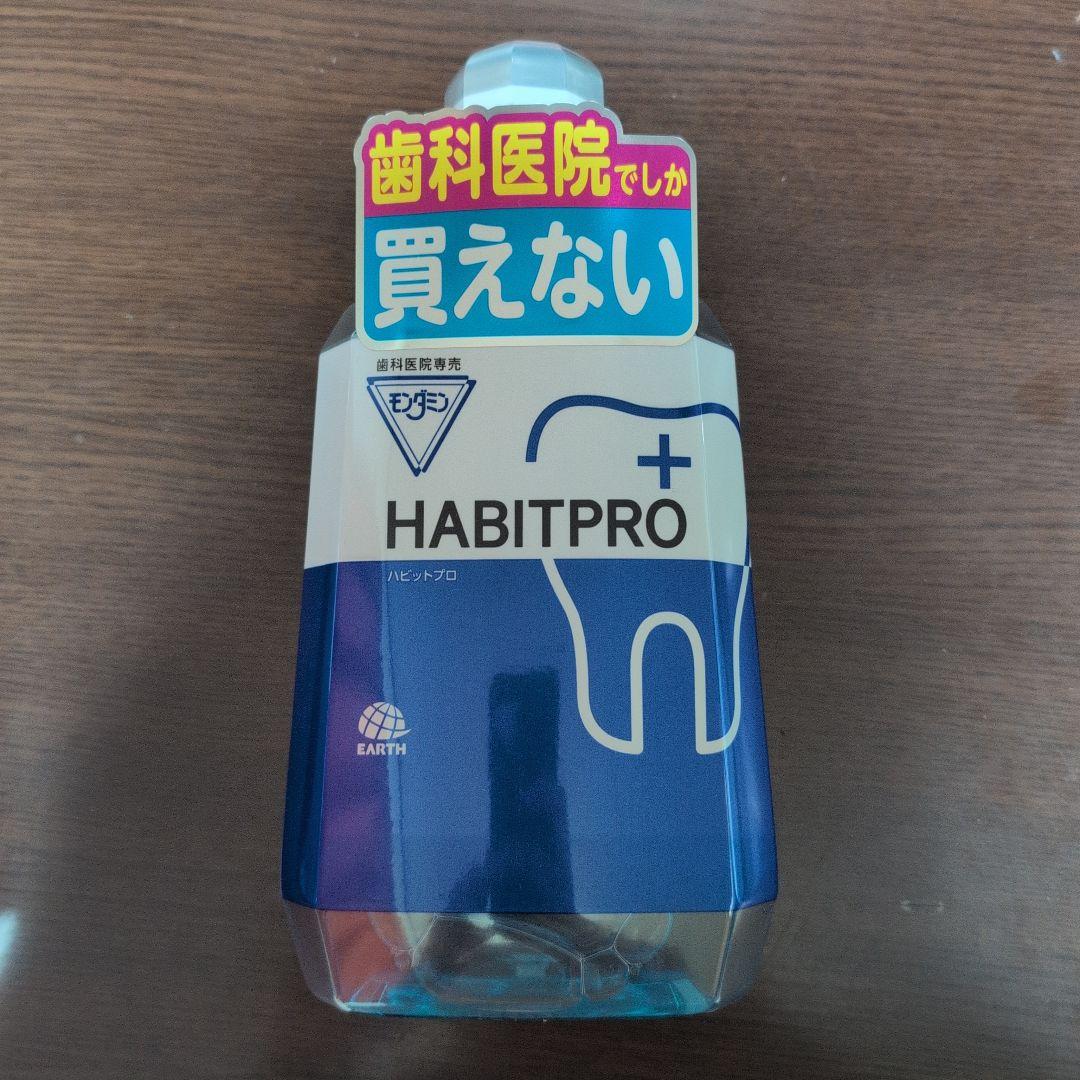 歯科医院でしか
買えない
歯科医院専売
モンダミン
HABITPRO
ハビットプロ
EARTH